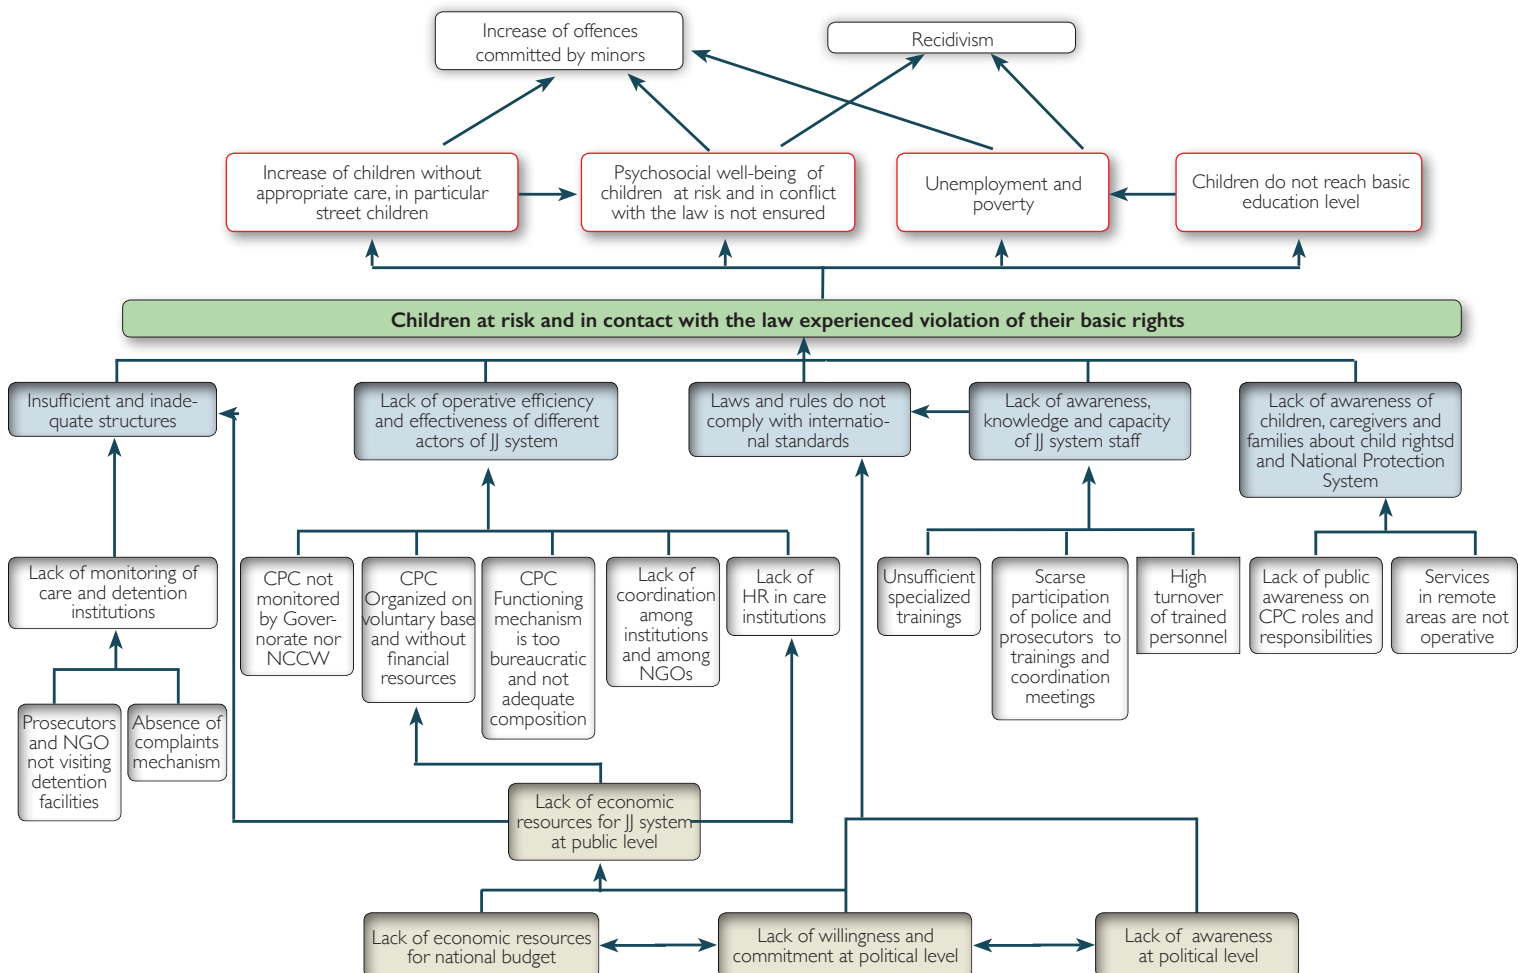 Increase of offences
committed by minors
Recidivism
Increase of children without
appropriate care, in particular
street children
Psychosocial well-being of
children at risk and in conflict
with the law is not ensured
Unemployment and
poverty
Children do not reach basic
education level
Children at risk and in contact with the law experienced violation of their basic rights
Insufficient and inade-
quate structures
Lack of operative efficiency
and effectiveness of different
actors of JJ system
Laws and rules do not
comply with internatio-
nal standards
Lack of awareness,
knowledge and capacity
of JJ system staff
Lack of awareness of
children, caregivers and
families about child rightsd
and National Protection
System
Lack of monitoring of
care and detention
institutions
CPC not
monitored
by Gover-
norate nor
NCCW
CPC
Organized on
voluntary base
and without
financial
resources
CPC
Functioning
mechanism
is too
bureaucratic
and not
adequate
composition
Lack of
coordination
among
institutions
and among
NGOs
Lack of
HR in care
institutions
Unsufficient
specialized
trainings
Scarse
participation
of police and
prosecutors to
trainings and
coordination
meetings
High
turnover
of trained
personnel
Lack of public
awareness on
CPC roles and
responsibilities
Services
in remote
areas are not
operative
Prosecutors
and NGO
not visiting
detention
facilities
Absence of
complaints
mechanism
Lack of economic
resources for JJ system
at public level
Lack of economic resources
for national budget
Lack of willingness and
commitment at political level
Lack of awareness
at political level